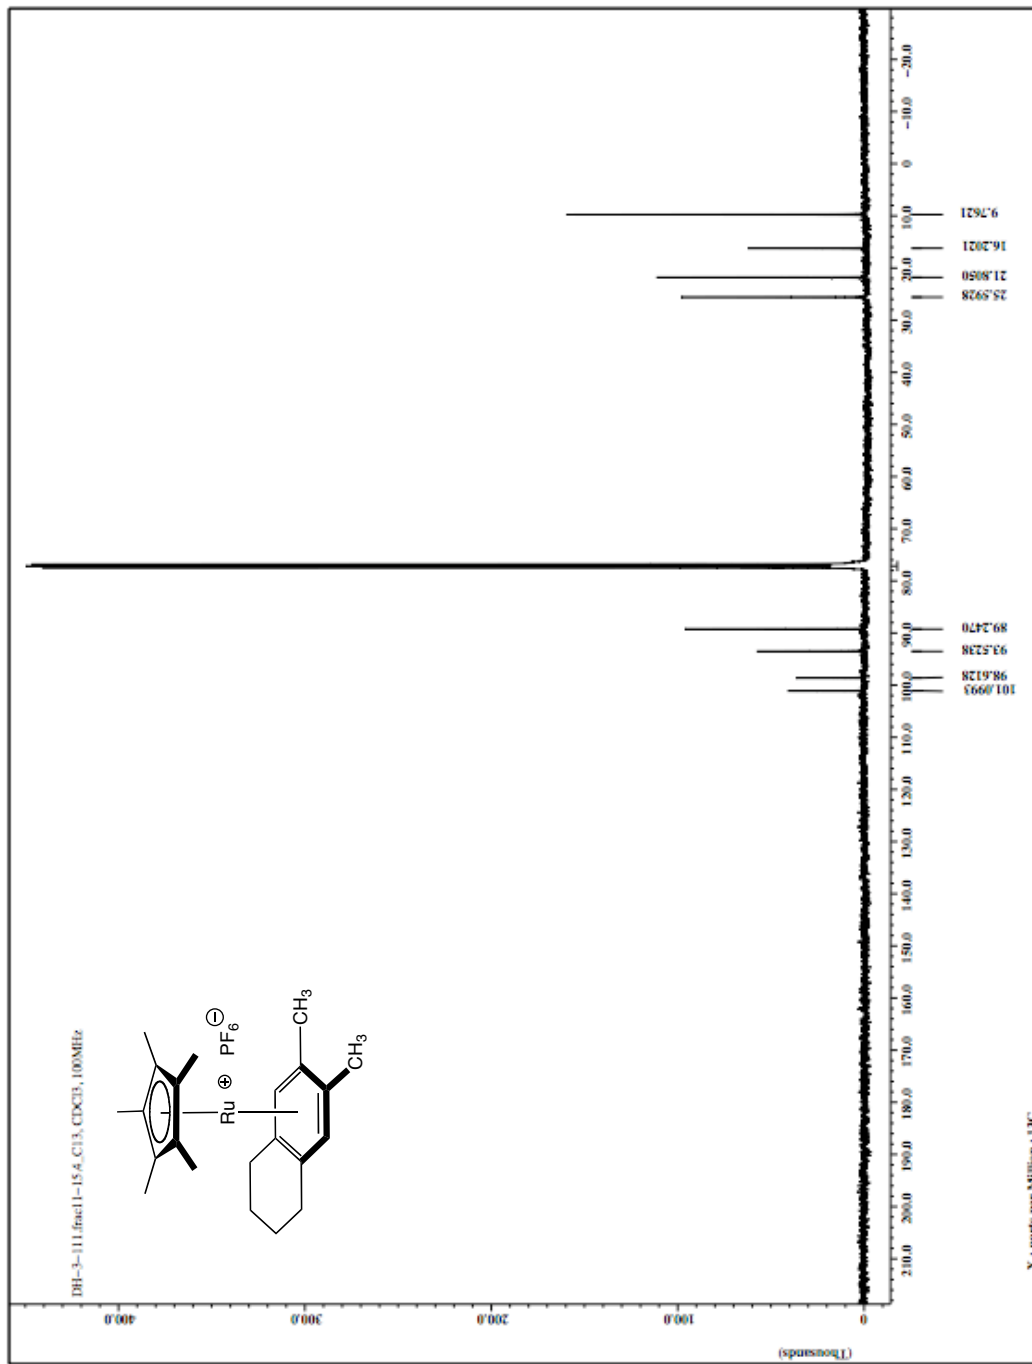 DH-3-111.frac11-15.4_C13, CDCl3, 100MHz
Ru
⊕
PF6
⊖
CH3
CH3
(Thousands)
0
100.0
200.0
300.0
400.0
210.0 200.0 190.0 180.0 170.0 160.0 150.0 140.0 130.0 120.0 110.0 100.0 90.0 80.0 70.0 60.0 50.0 40.0 30.0 20.0 10.0 0 -10.0 -20.0
101.0993
98.6128
93.5238
89.2470
25.5928
21.8050
16.2021
9.7621
X : parts per Million : 13C